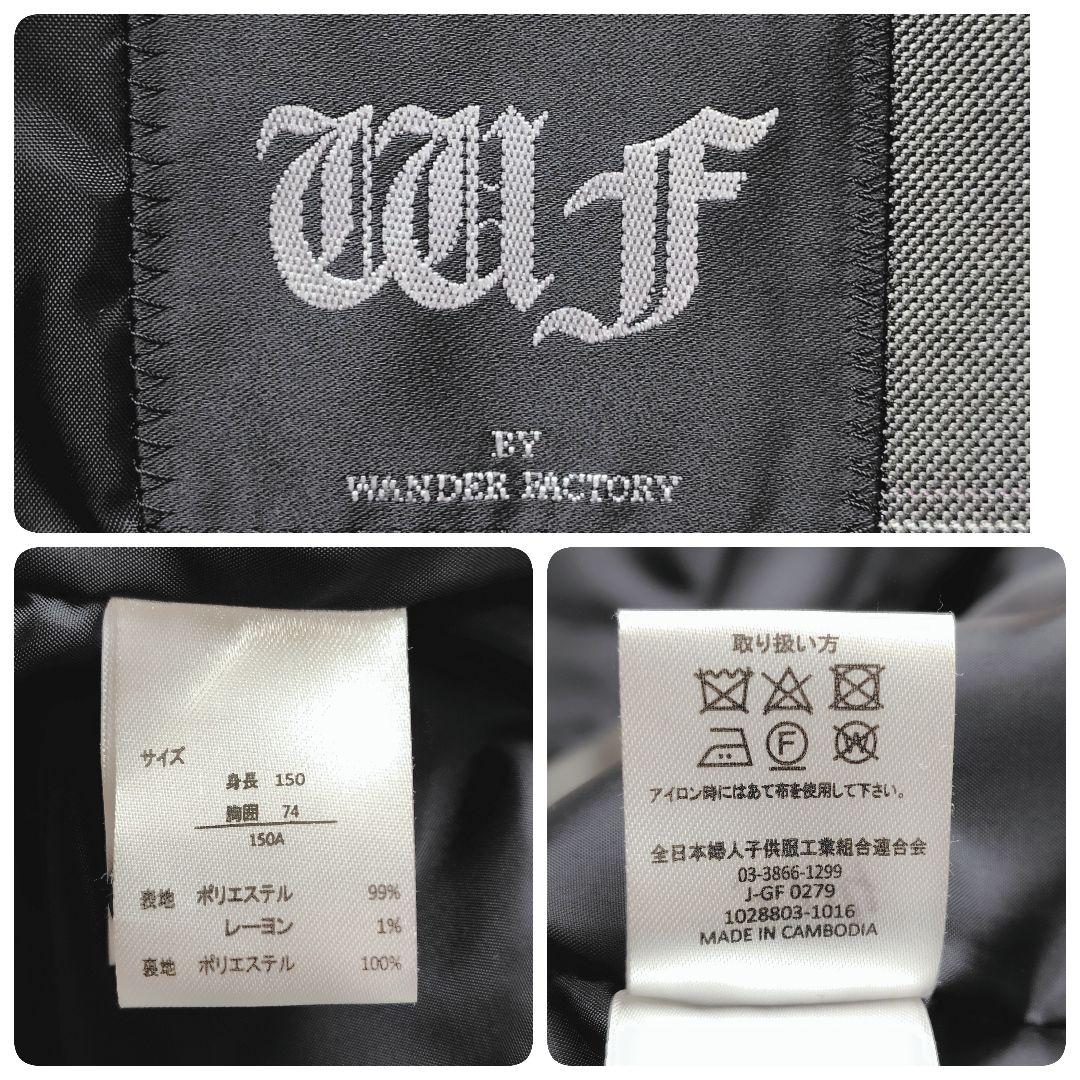 WF
BY
WANDER FACTORY
サイズ
身長 150
胸囲 74
150A
表地 ポリエステル 99%
レーヨン 1%
裏地 ポリエステル 100%
取り扱い方
F
W
アイロン時にはあて布を使用して下さい。
全日本婦人子供服工業組合連合会
03-3866-1299
J-GF 0279
1028803-1016
MADE IN CAMBODIA